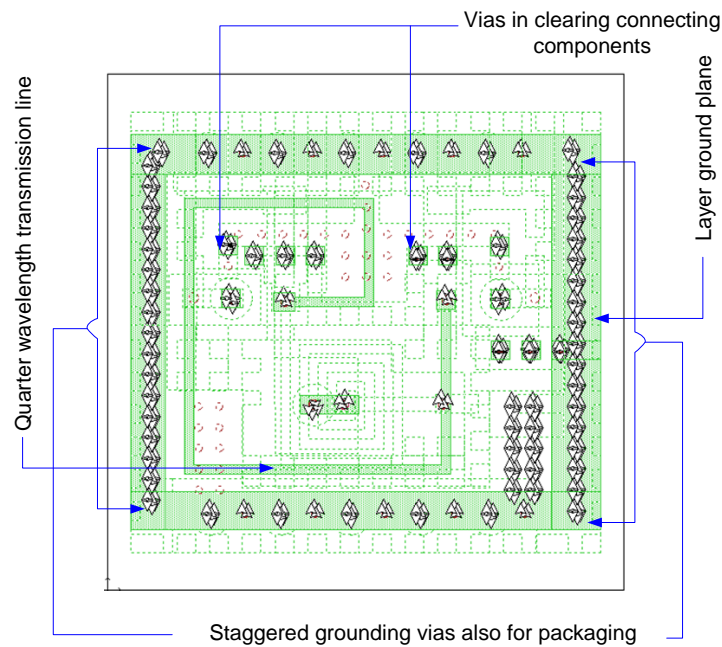 Vias in clearing connecting
components
Quarter wavelength transmission line
Layer ground plane
Staggered grounding vias also for packaging